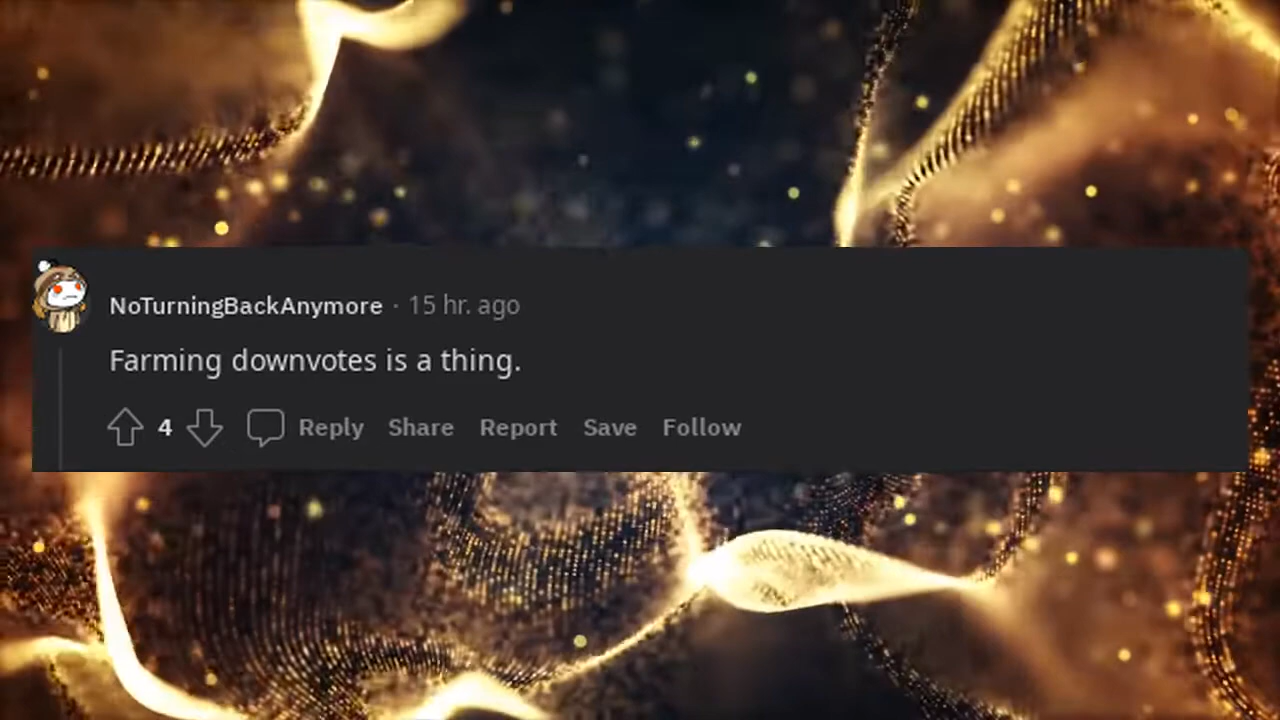 NoTurningBackAnymore · 15 hr. ago
Farming downvotes is a thing.
4 Reply Share Report Save Follow